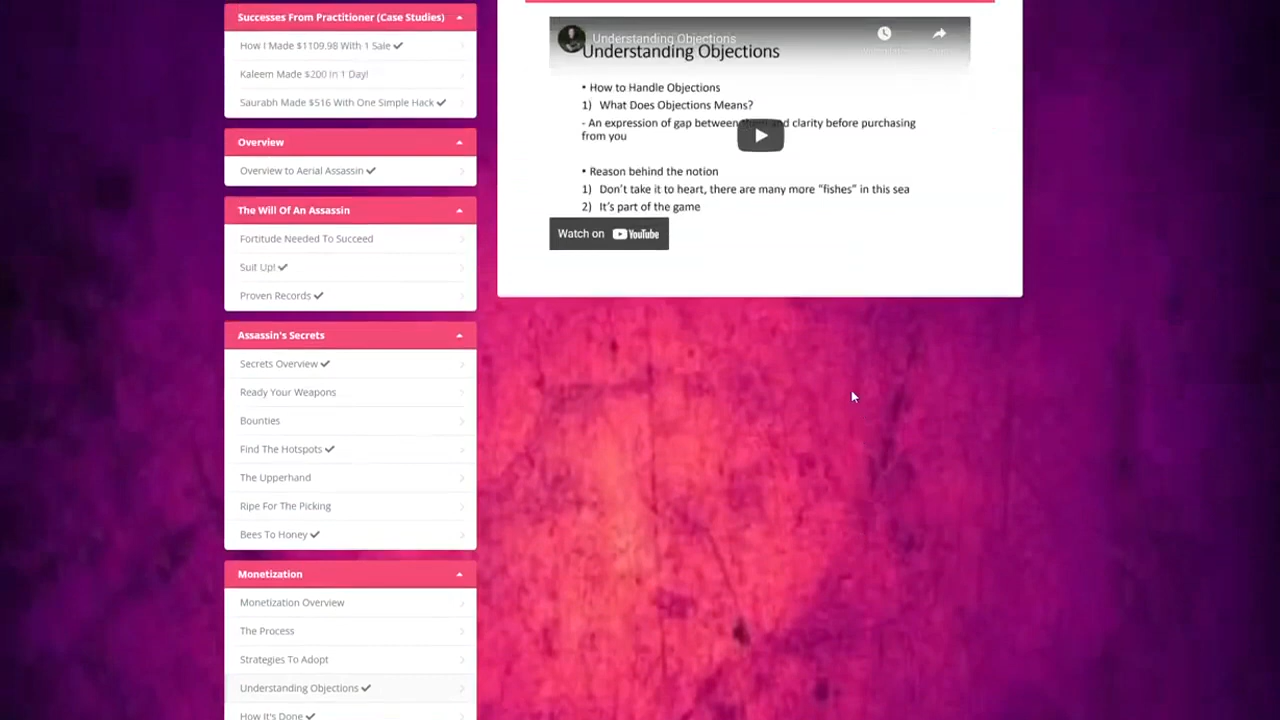 Successes From Practitioner (Case Studies)
How I Made $1109.98 With 1 Sale
Kaleem Made $200 In 1 Day!
Saurabh Made $516 With One Simple Hack
Overview
Overview to Aerial Assassin
The Will Of An Assassin
Fortitude Needed To Succeed
Suit Up!
Proven Records
Assassin's Secrets
Secrets Overview
Ready Your Weapons
Bounties
Find The Hotspots
The Upperhand
Ripe For The Picking
Bees To Honey
Monetization
Monetization Overview
The Process
Strategies To Adopt
Understanding Objections
How It's Done
Understanding Objections
Understanding Objections
• How to Handle Objections
1) What Does Objections Means?
- An expression of gap between them and clarity before purchasing
from you
• Reason behind the notion
1) Don't take it to heart, there are many more "fishes" in this sea
2) It's part of the game
Watch on YouTube